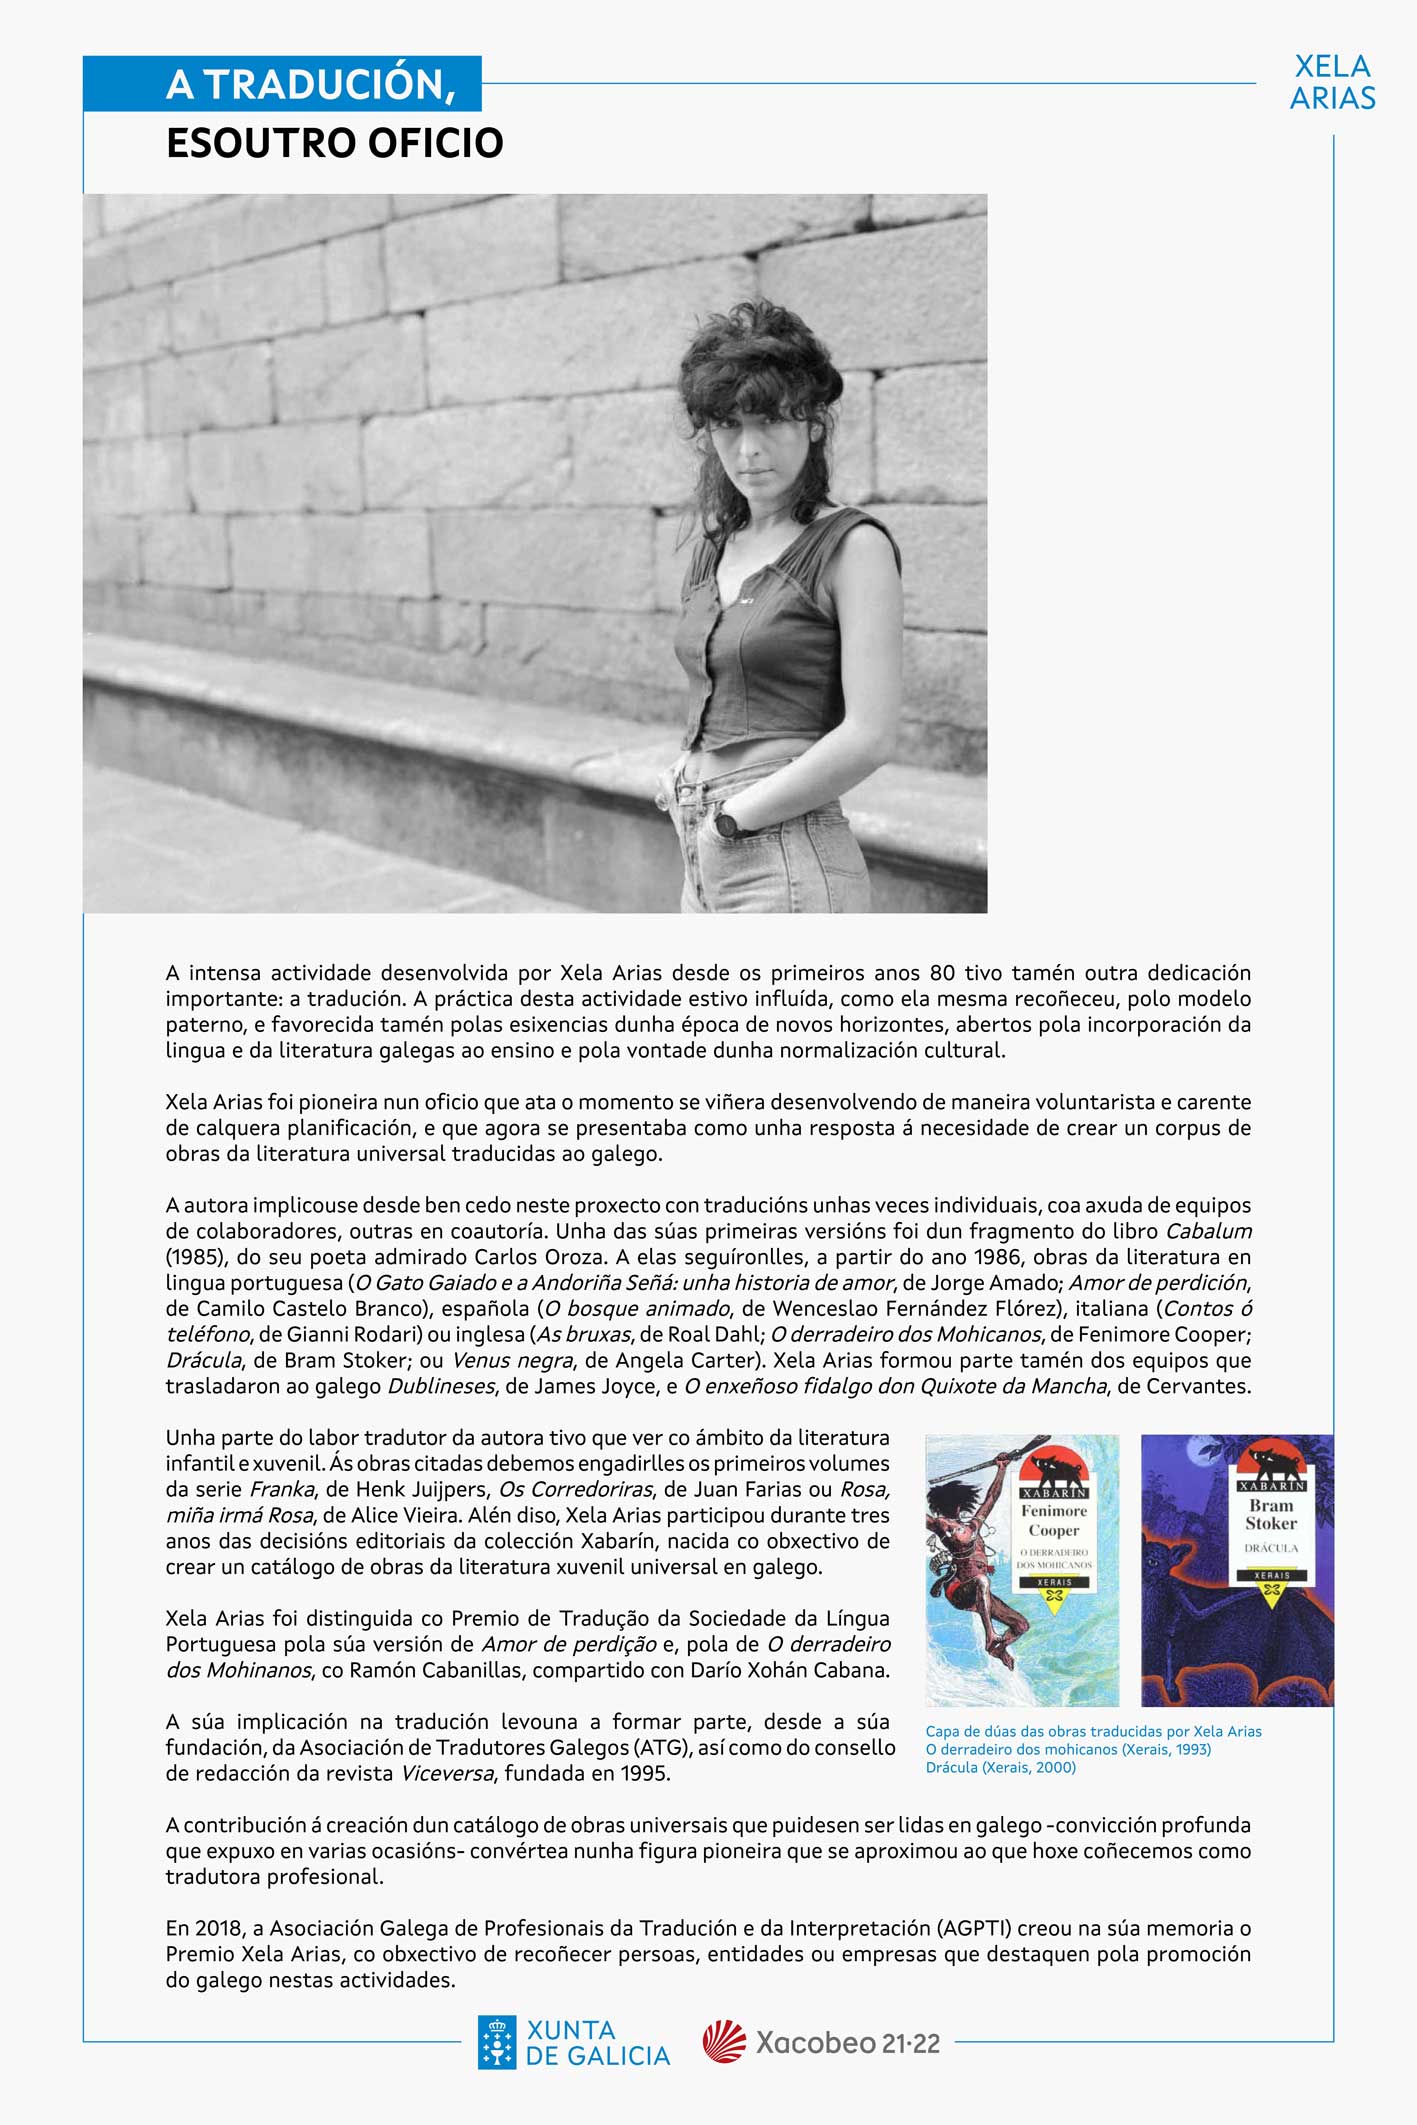 A TRADUCIÓN,
ESOUTRO OFICIO
XELA
ARIAS
A intensa actividade desenvolvida por Xela Arias desde os primeiros anos 80 tivo tamén outra dedicación
importante: a tradución. A práctica desta actividade estivo influída, como ela mesma recoñeceu, polo modelo
paterno, e favorecida tamén polas esixencias dunha época de novos horizontes, abertos pola incorporación da
lingua e da literatura galegas ao ensino e pola vontade dunha normalización cultural.
Xela Arias foi pioneira nun oficio que ata o momento se viñera desenvolvendo de maneira voluntarista e carente
de calquera planificación, e que agora se presentaba como unha resposta á necesidade de crear un corpus de
obras da literatura universal traducidas ao galego.
A autora implicouse desde ben cedo neste proxecto con traducións unhas veces individuais, coa axuda de equipos
de colaboradores, outras en coautoría. Unha das súas primeiras versións foi dun fragmento do libro Cabalum
(1985), do seu poeta admirado Carlos Oroza. A elas seguíronlles, a partir do ano 1986, obras da literatura en
lingua portuguesa (O Gato Gaiado e a Andoriña Señá: unha historia de amor, de Jorge Amado; Amor de perdición,
de Camilo Castelo Branco), española (O bosque animado, de Wenceslao Fernández Flórez), italiana (Contos ó
teléfono, de Gianni Rodari) ou inglesa (As bruxas, de Roal Dahl; O derradeiro dos Mohicanos, de Fenimore Cooper;
Drácula, de Bram Stoker; ou Venus negra, de Angela Carter). Xela Arias formou parte tamén dos equipos que
trasladaron ao galego Dublineses, de James Joyce, e O enxeñoso fidalgo don Quixote da Mancha, de Cervantes.
Unha parte do labor tradutor da autora tivo que ver co ámbito da literatura
infantil e xuvenil. Ás obras citadas debemos engadirlles os primeiros volumes
da serie Franka, de Henk Juijpers, Os Corredoriras, de Juan Farias ou Rosa,
miña irmá Rosa, de Alice Vieira. Alén diso, Xela Arias participou durante tres
anos das decisións editoriais da colección Xabarín, nacida co obxectivo de
crear un catálogo de obras da literatura xuvenil universal en galego.
Xela Arias foi distinguida co Premio de Tradução da Sociedade da Língua
Portuguesa pola súa versión de Amor de perdição e, pola de O derradeiro
dos Mohinanos, co Ramón Cabanillas, compartido con Darío Xohán Cabana.
A súa implicación na tradución levouna a formar parte, desde a súa
fundación, da Asociación de Tradutores Galegos (ATG), así como do consello
de redacción da revista Viceversa, fundada en 1995.
XABARÍN
Fenimore
Cooper
O DERRADEIRO
DOS MOHICANOS
XERAIS
XABARÍN
Bram
Stoker
DRÁCULA
XERAIS
Capa de dúas das obras traducidas por Xela Arias
O derradeiro dos mohicanos (Xerais, 1993)
Drácula (Xerais, 2000)
A contribución á creación dun catálogo de obras universais que puidesen ser lidas en galego -convicción profunda
que expuxo en varias ocasións- convértea nunha figura pioneira que se aproximou ao que hoxe coñecemos como
tradutora profesional.
En 2018, a Asociación Galega de Profesionais da Tradución e da Interpretación (AGPTI) creou na súa memoria o
Premio Xela Arias, co obxectivo de recoñecer persoas, entidades ou empresas que destaquen pola promoción
do galego nestas actividades.
XUNTA
DE GALICIA
Xacobeo 21·22